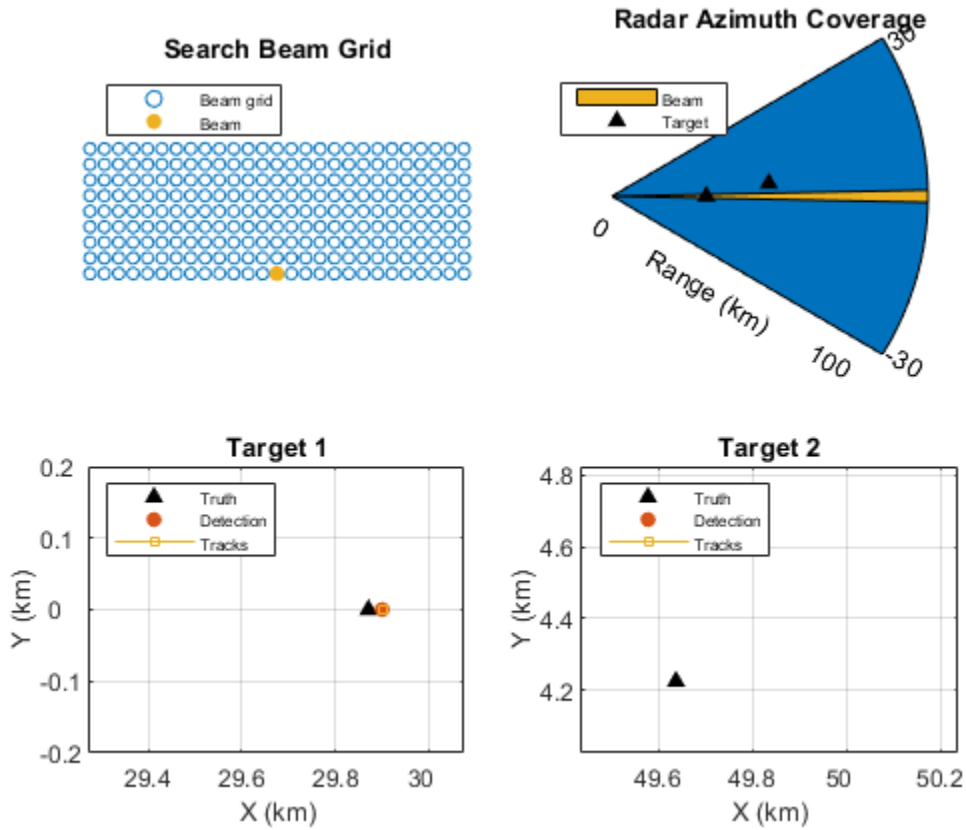 Search Beam Grid
Beam grid
Beam
Radar Azimuth Coverage
Beam
Target
30
0
Range (km)
100
-30
Target 1
Truth
Detection
Tracks
0.2
0.1
0
-0.1
-0.2
Y (km)
29.4
29.6
29.8
30
X (km)
Target 2
Truth
Detection
Tracks
4.8
4.6
4.4
4.2
Y (km)
49.6
49.8
50
50.2
X (km)